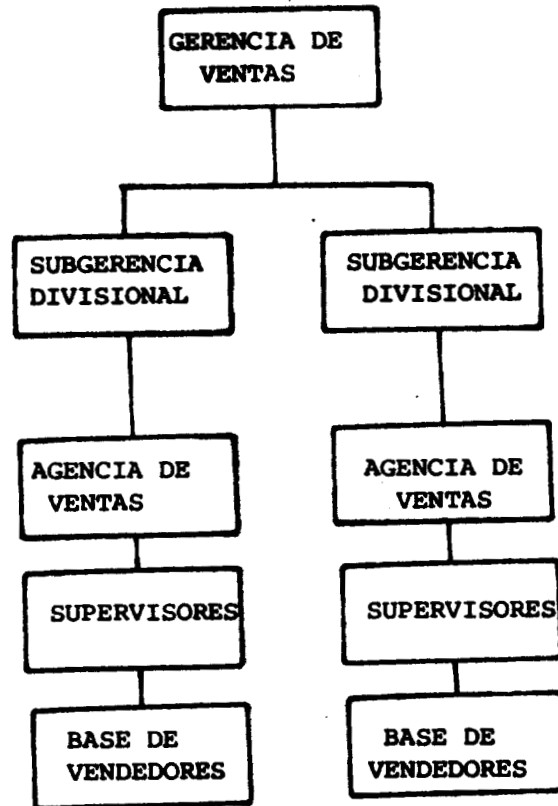 GERENCIA DE
VENTAS
SUBGERENCIA
DIVISIONAL
SUBGERENCIA
DIVISIONAL
AGENCIA DE
VENTAS
AGENCIA DE
VENTAS
SUPERVISORES
SUPERVISORES
BASE DE
VENDEDORES
BASE DE
VENDEDORES